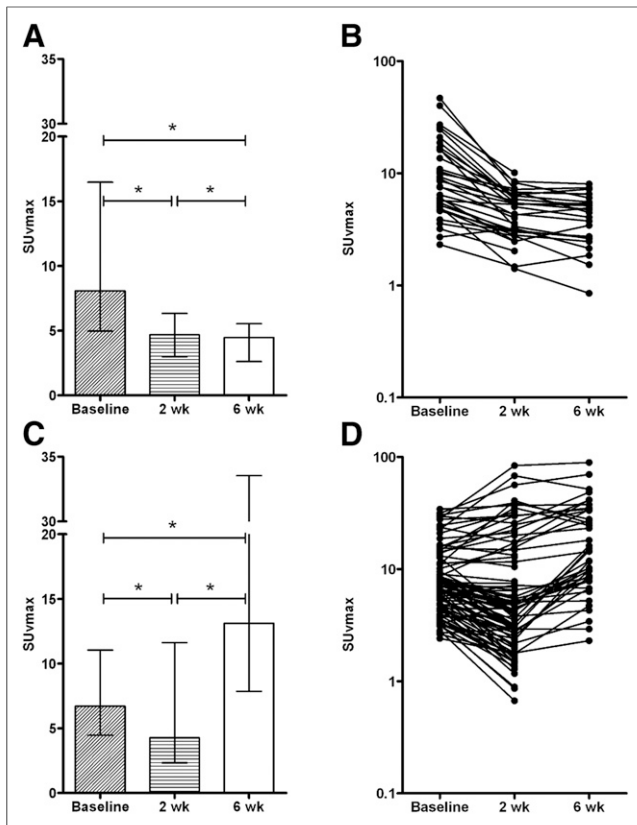 A
35
30
20
15
10
5
0
SUvmax
*
*
*
Baseline
2 wk
6 wk
B
100
10
1
0.1
SUvmax
Baseline
2 wk
6 wk
C
35
30
20
15
10
5
0
SUvmax
*
*
*
Baseline
2 wk
6 wk
D
100
10
1
0.1
SUvmax
Baseline
2 wk
6 wk